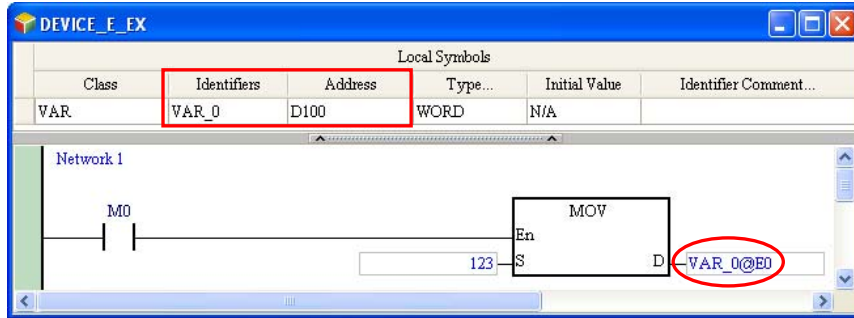 DEVICE_E_EX
Local Symbols
Class Identifiers Address Type... Initial Value Identifier Comment...
VAR VAR_0 D100 WORD N/A
Network 1
M0 MOV
En
123 S D VAR_0@E0